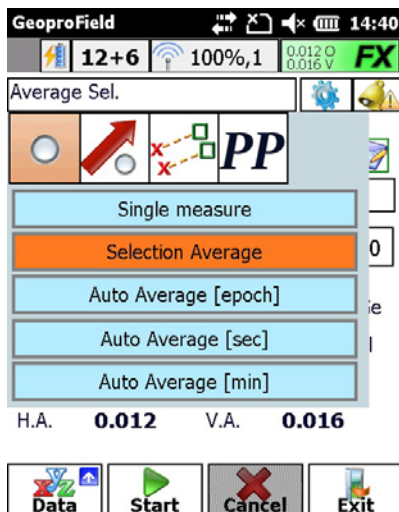 GeoproField 14:40
12+6 100%,1 0.012 O FX
0.016 V
Average Sel.
x x PP
Single measure
Selection Average
0
Auto Average [epoch]
Auto Average [sec]
Auto Average [min]
H.A. 0.012 V.A. 0.016
Data Start Cancel Exit